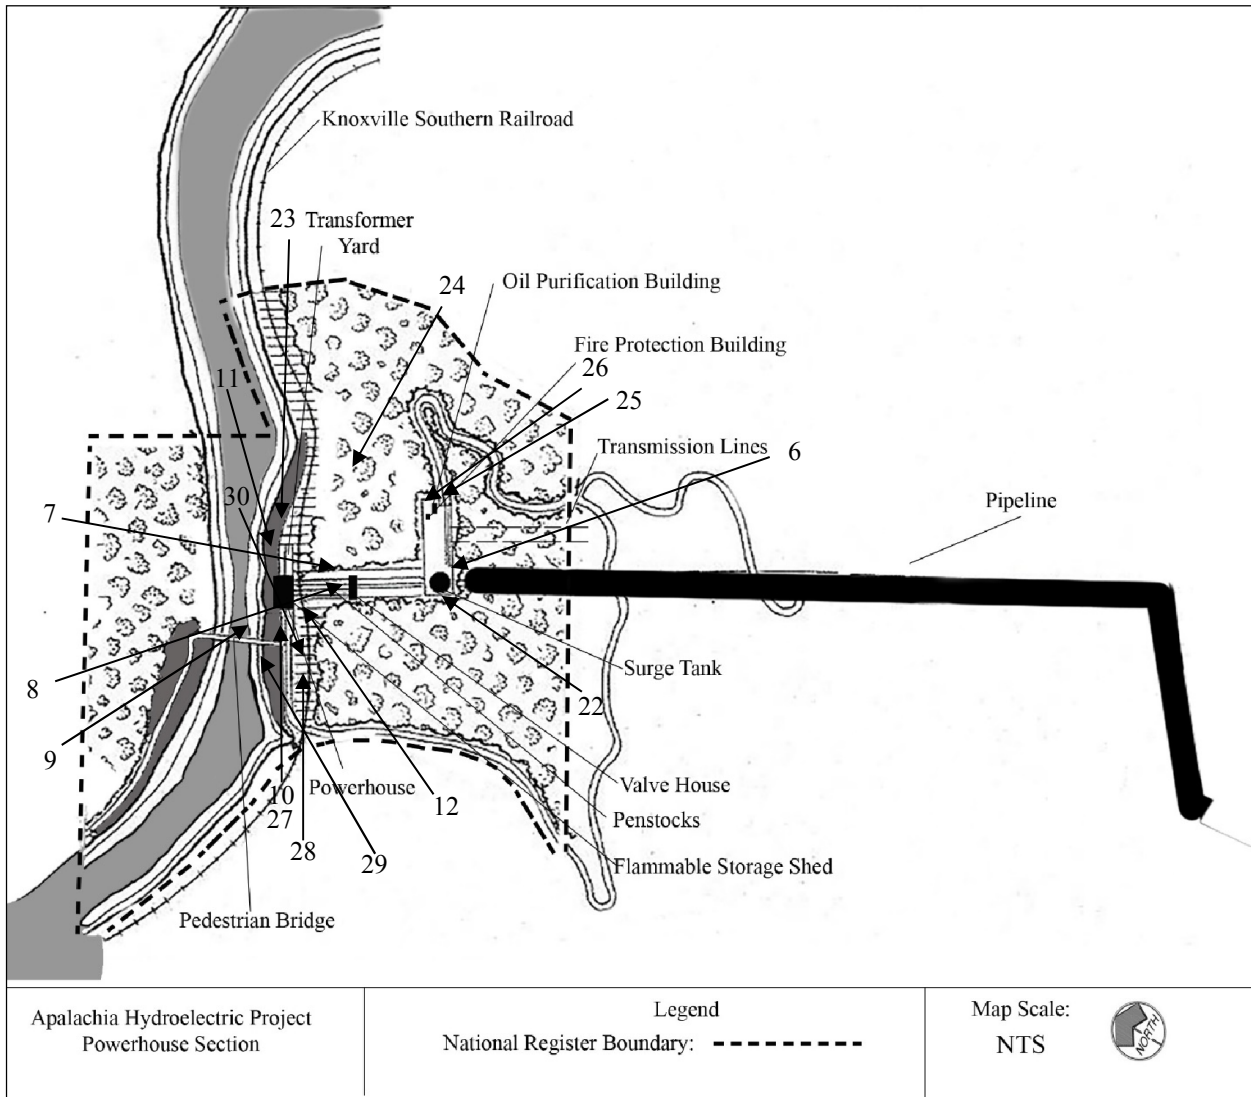 Knoxville Southern Railroad
23
Transformer
Yard
24
Oil Purification Building
Fire Protection Building
26
25
11
Transmission Lines
6
30
7
Pipeline
8
9
Surge Tank
22
10
27
Powerhouse
12
Valve House
Penstocks
28
29
Flammable Storage Shed
Pedestrian Bridge
Apalachia Hydroelectric Project
Powerhouse Section
Legend
National Register Boundary:
Map Scale:
NTS
NORTH